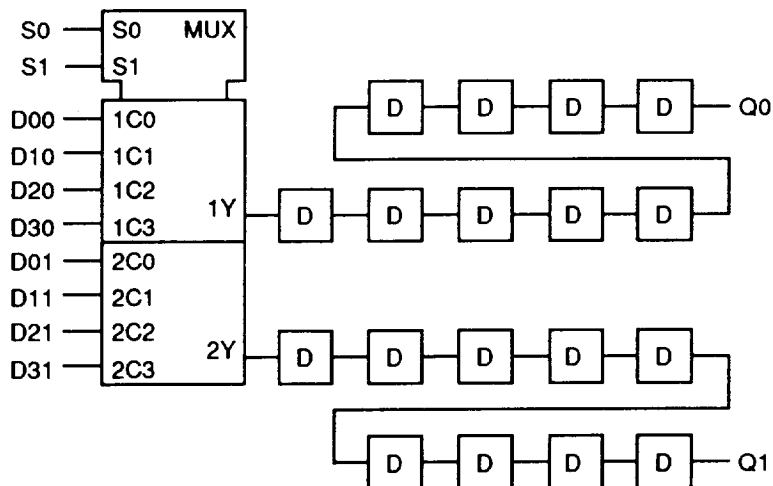 S0 S0 MUX
S1 S1
D D D D Q0
D00 1C0
D10 1C1
D20 1C2
1Y D D D D D
D30 1C3
D01 2C0
D11 2C1
D21 2C2
2Y D D D D D
D31 2C3
D D D D Q1